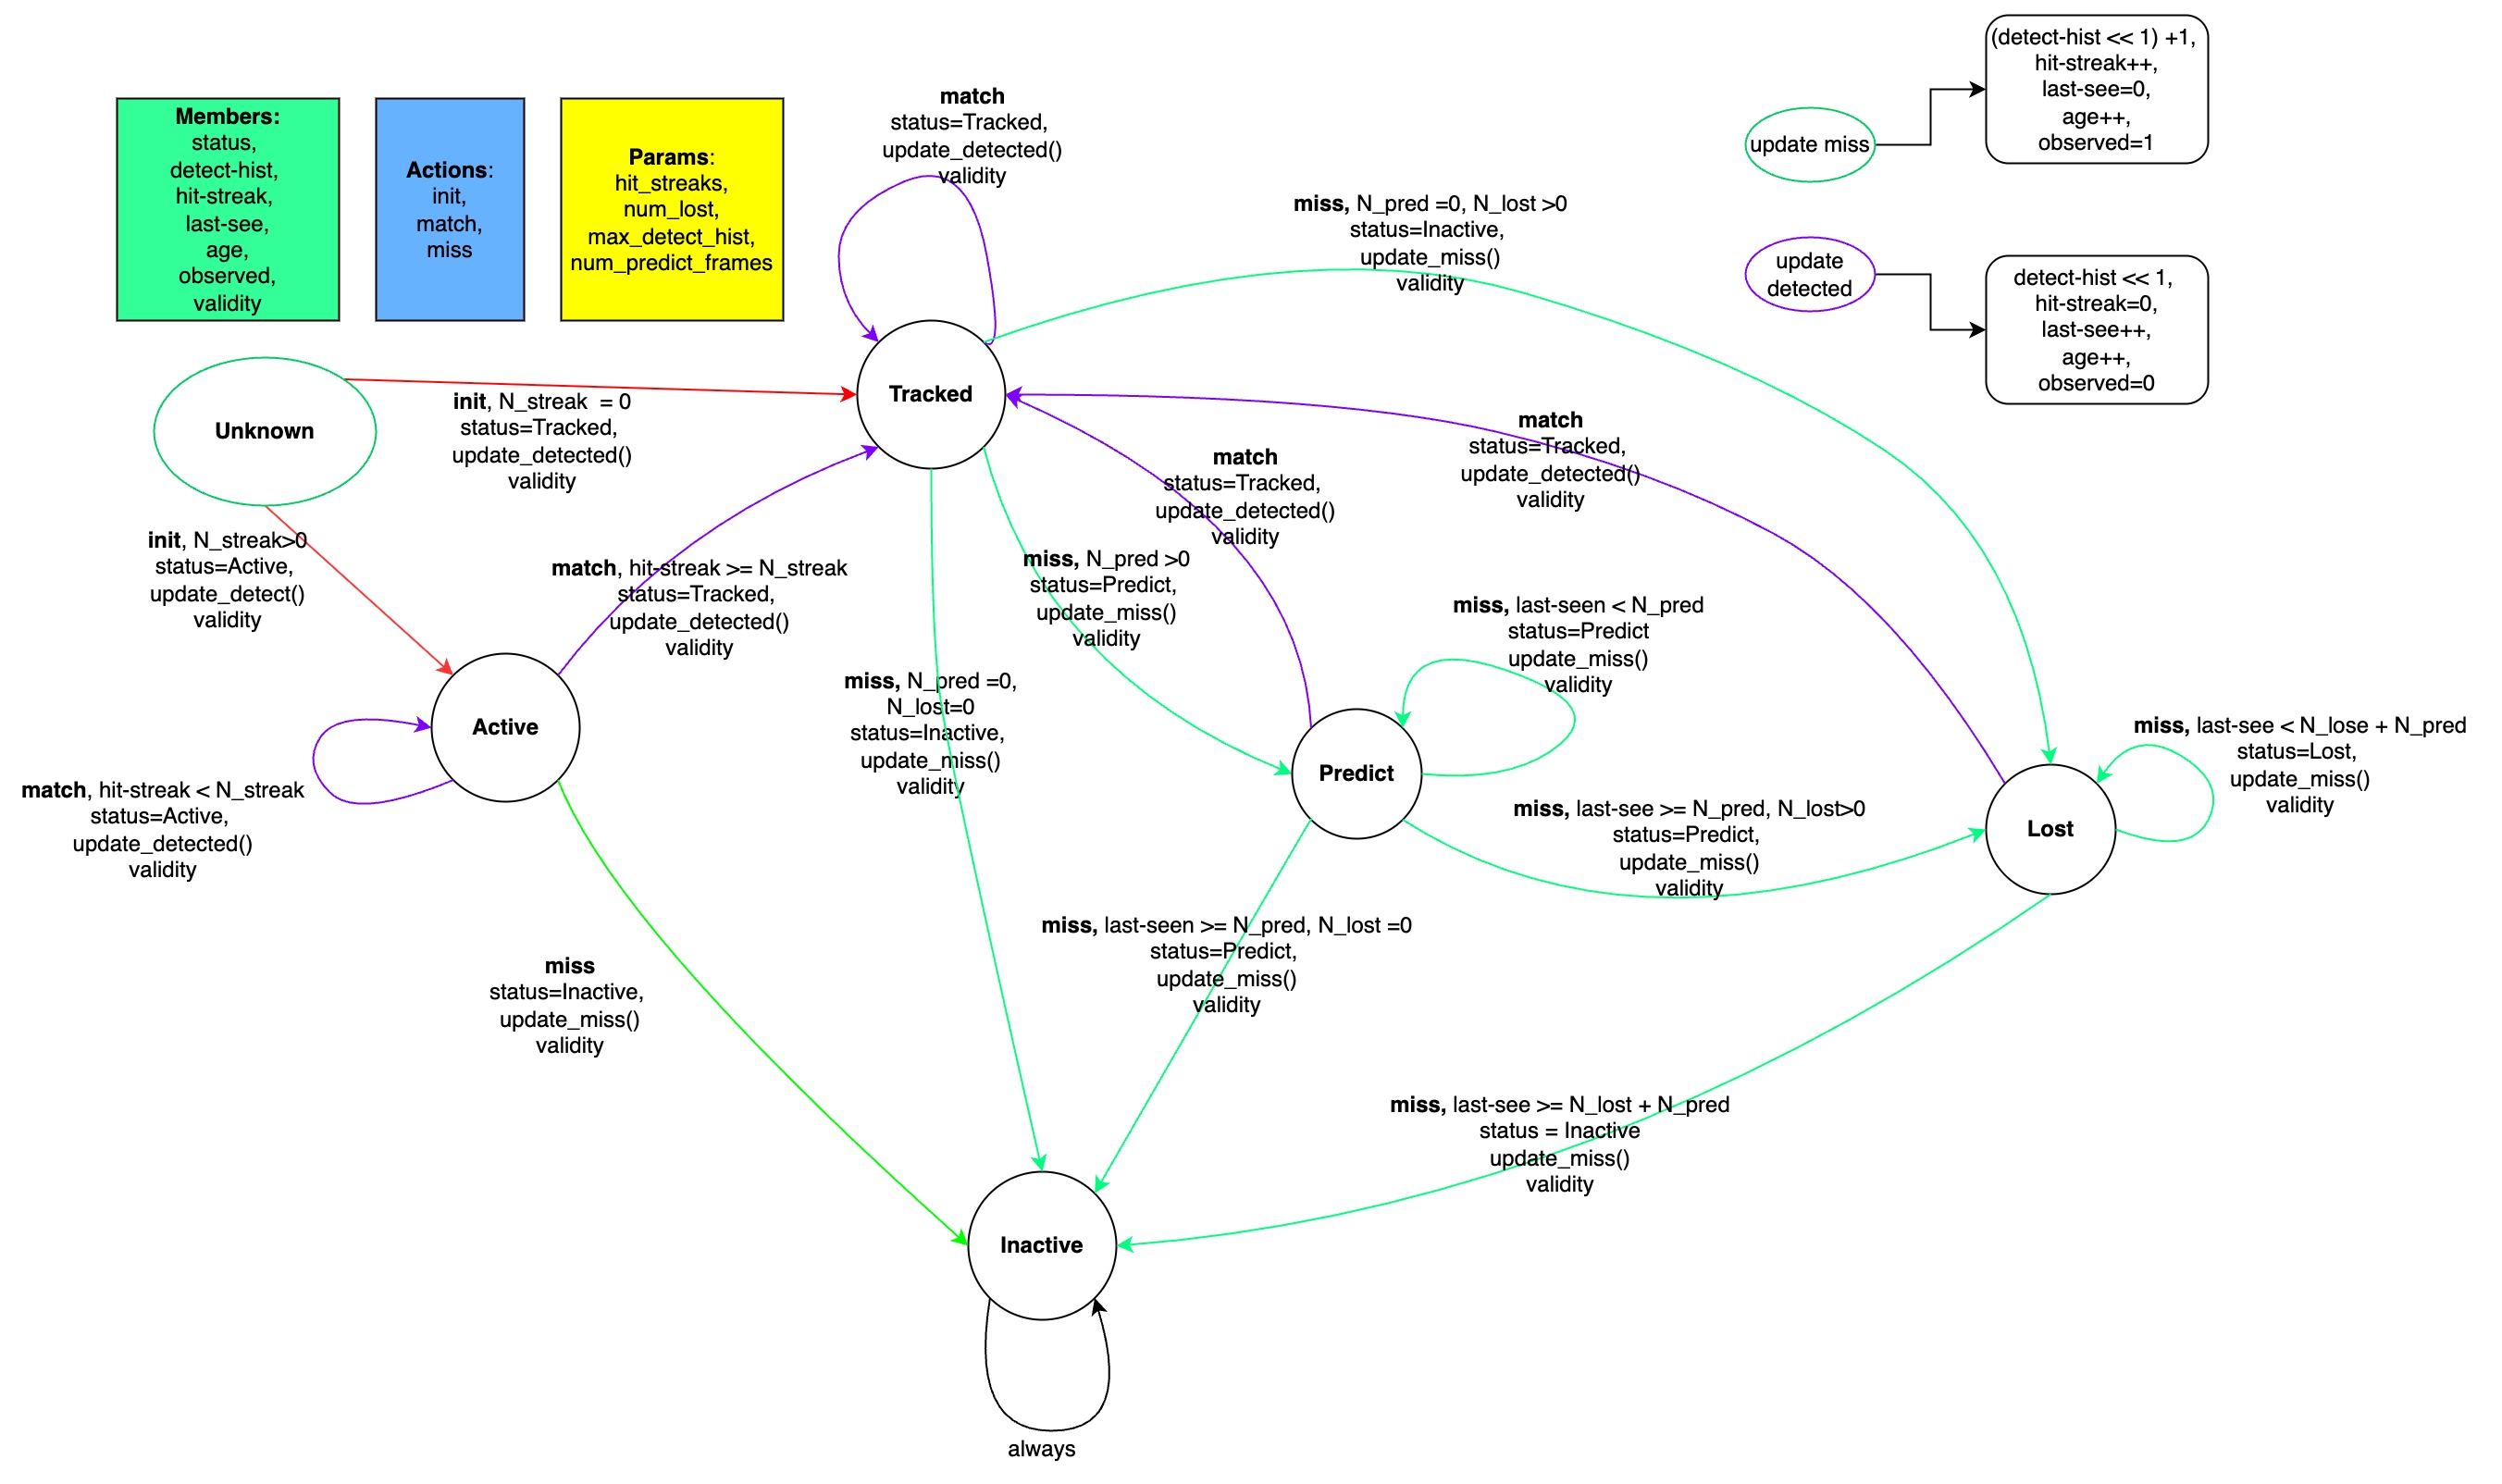 Members:
status,
detect-hist,
hit-streak,
last-see,
age,
observed,
validity
Actions:
init,
match,
miss
Params:
hit_streaks,
num_lost,
max_detect_hist,
num_predict_frames
match
status=Tracked,
update_detected()
validity
miss, N_pred =0, N_lost >0
status=Inactive,
update_miss()
validity
update miss
(detect-hist << 1) +1,
hit-streak++,
last-see=0,
age++,
observed=1
update
detected
detect-hist << 1,
hit-streak=0,
last-see++,
age++,
observed=0
Unknown
init, N_streak = 0
status=Tracked,
update_detected()
validity
Tracked
match
status=Tracked,
update_detected()
validity
match
status=Tracked,
update_detected()
validity
init, N_streak>0
status=Active,
update_detect()
validity
match, hit-streak >= N_streak
status=Tracked,
update_detected()
validity
miss, N_pred >0
status=Predict,
update_miss()
validity
miss, last-seen < N_pred
status=Predict
update_miss()
validity
Active
miss, N_pred =0,
N_lost=0
status=Inactive,
update_miss()
validity
Predict
miss, last-see < N_lose + N_pred
status=Lost,
update_miss()
validity
match, hit-streak < N_streak
status=Active,
update_detected()
validity
miss, last-see >= N_pred, N_lost>0
status=Predict,
update_miss()
validity
Lost
miss, last-seen >= N_pred, N_lost =0
status=Predict,
update_miss()
validity
miss
status=Inactive,
update_miss()
validity
miss, last-see >= N_lost + N_pred
status = Inactive
update_miss()
validity
Inactive
always